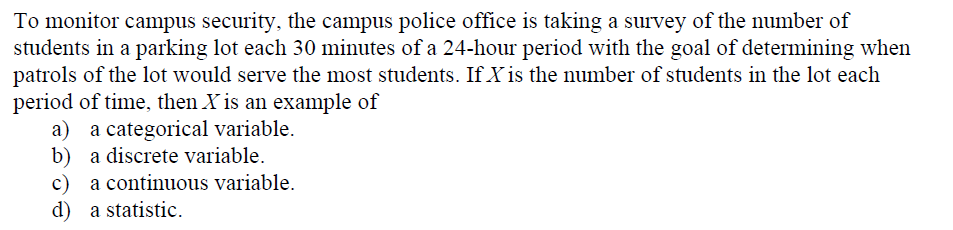 To monitor campus security, the campus police office is taking a survey of the number of
students in a parking lot each 30 minutes of a 24-hour period with the goal of determining when
patrols of the lot would serve the most students. If X is the number of students in the lot each
period of time, then X is an example of
a) a categorical variable.
b) a discrete variable.
c) a continuous variable.
d) a statistic.